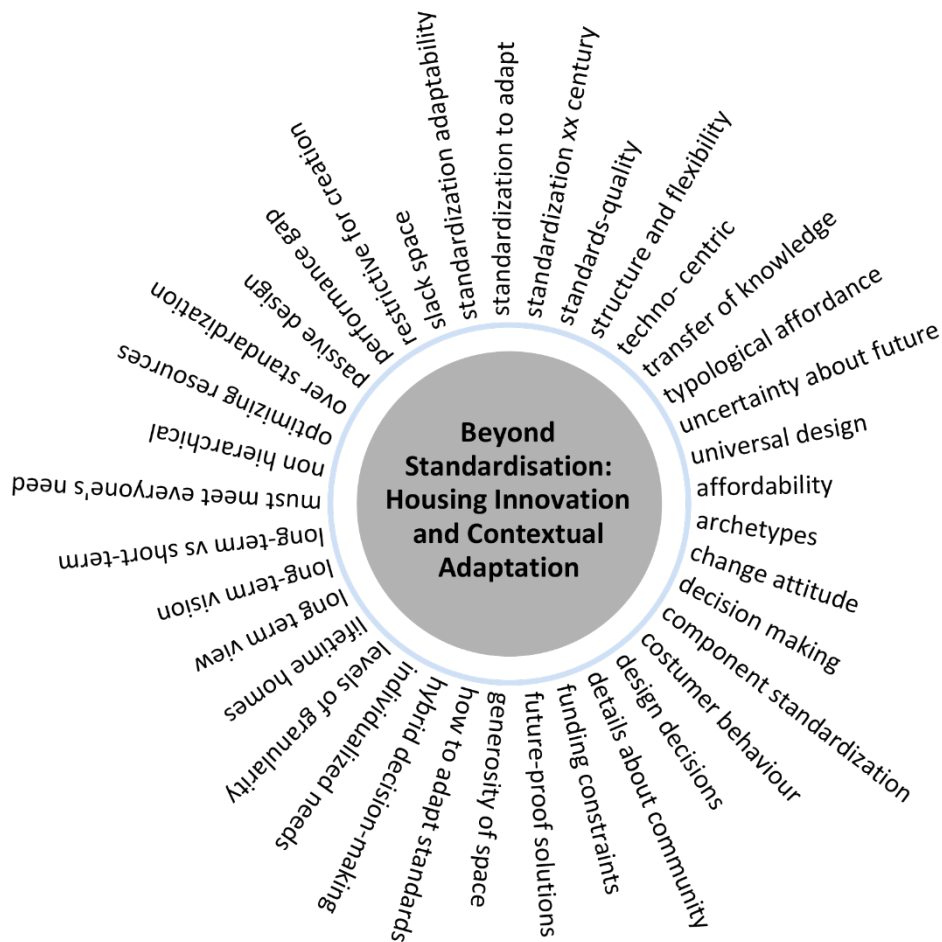 Beyond
Standardisation:
Housing Innovation
and Contextual
Adaptation
affordability
archetypes
change attitude
decision making
component standardization
costumer behaviour
design decisions
details about community
funding constraints
future-proof solutions
generosity of space
how to adapt standards
hybrid decision-making
individualized needs
levels of granularity
lifetime homes
long term view
long-term vision
long-term vs short-term
must meet everyone's need
non hierarchical
optimizing resources
over standardization
passive design
performance gap
restrictive for creation
slack space
standardization adaptability
standardization to adapt
standardization xx century
standards-quality
structure and flexibility
techno- centric
transfer of knowledge
typological affordance
uncertainty about future
universal design